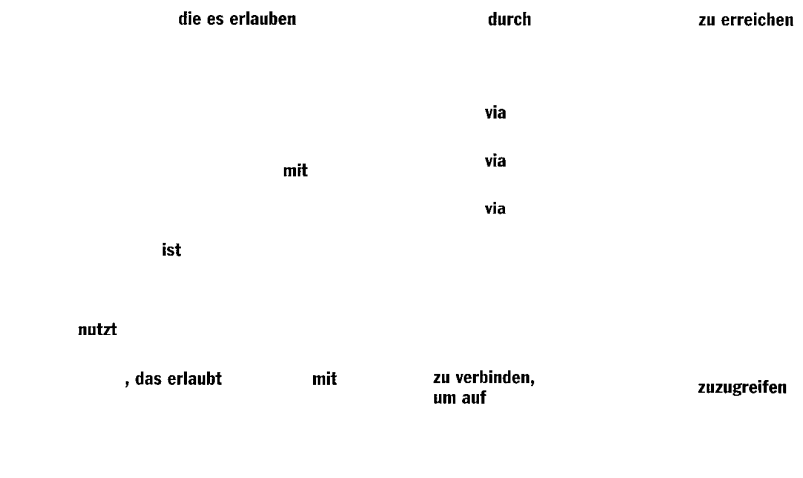 die es erlauben durch zu erreichen
via
via
mit
via
ist
nutzt
, das erlaubt mit zu verbinden,
um auf
zuzugreifen